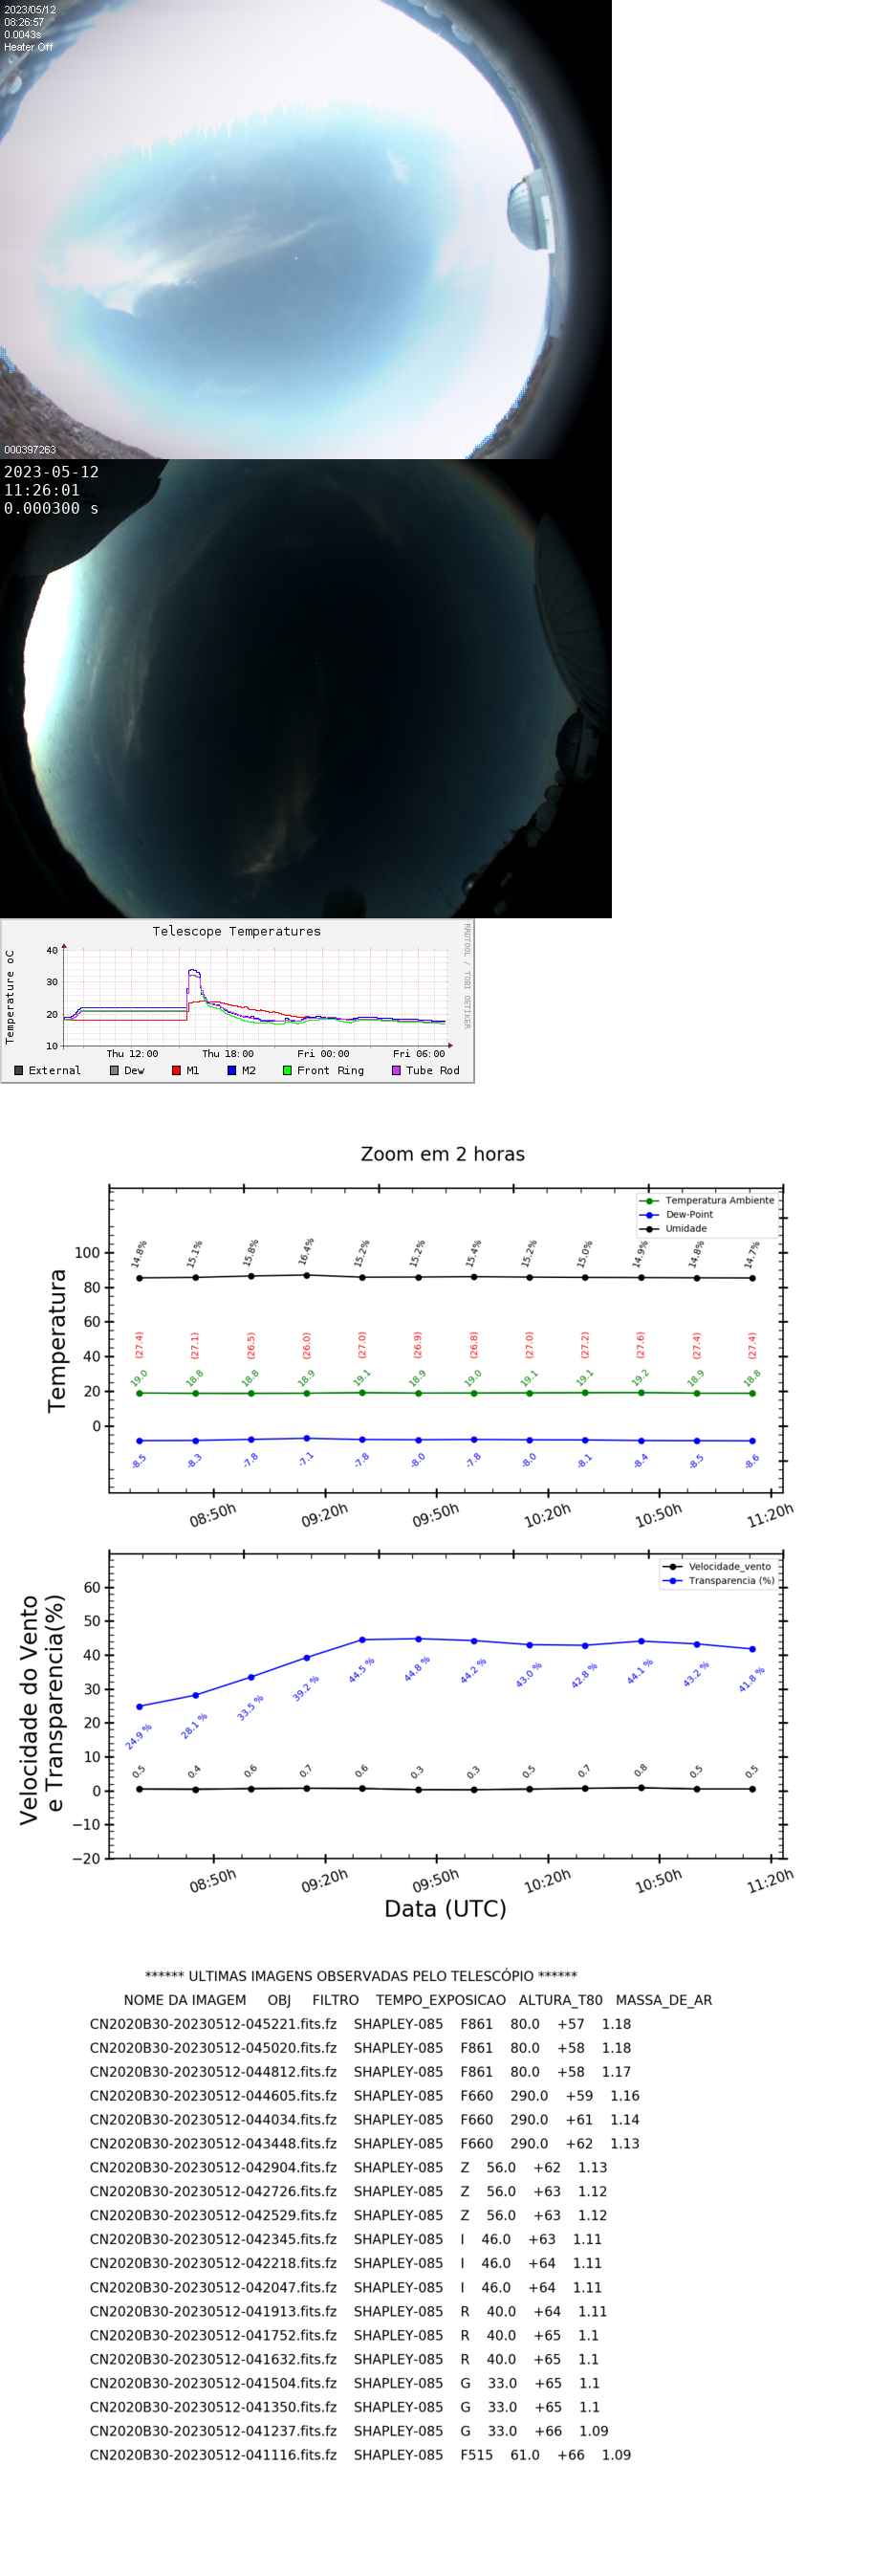 2023/05/12
08:26:57
0.0043s
Heater Off
000397263
2023-05-12
11:26:01
0.000300 s
Telescope Temperatures
RRDTOOL / TOBI OETIKER
Temperature oC
40
30
20
10
Thu 12:00 Thu 18:00 Fri 00:00 Fri 06:00
External Dew M1 M2 Front Ring Tube Rod
Zoom em 2 horas
Temperatura Ambiente
Dew-Point
Umidade
Temperatura
100
80
60
40
20
0
14.8% 15.1% 15.8% 16.4% 15.2% 15.2% 15.4% 15.2% 15.0% 14.9% 14.8% 14.7%
(27.4) (27.1) (26.5) (26.0) (27.0) (26.9) (26.8) (27.0) (27.2) (27.6) (27.4) (27.4)
19.0 18.8 18.8 18.9 19.1 18.9 19.0 19.1 19.1 19.2 18.9 18.8
-8.5 -8.3 -7.8 -7.1 -7.8 -8.0 -7.8 -8.0 -8.1 -8.4 -8.5 -8.6
08:50h 09:20h 09:50h 10:20h 10:50h 11:20h
Velocidade_vento
Transparencia (%)
Velocidade do Vento
e Transparencia(%)
60
50
40
30
20
10
0
−10
−20
24.9 % 28.1 % 33.5 % 39.2 % 44.5 % 44.8 % 44.2 % 43.0 % 42.8 % 44.1 % 43.2 % 41.8 %
0.5 0.4 0.6 0.7 0.6 0.3 0.3 0.5 0.7 0.8 0.5 0.5
08:50h 09:20h 09:50h 10:20h 10:50h 11:20h
Data (UTC)
****** ULTIMAS IMAGENS OBSERVADAS PELO TELESCÓPIO ******
NOME DA IMAGEM OBJ FILTRO TEMPO_EXPOSICAO ALTURA_T80 MASSA_DE_AR
CN2020B30-20230512-045221.fits.fz SHAPLEY-085 F861 80.0 +57 1.18
CN2020B30-20230512-045020.fits.fz SHAPLEY-085 F861 80.0 +58 1.18
CN2020B30-20230512-044812.fits.fz SHAPLEY-085 F861 80.0 +58 1.17
CN2020B30-20230512-044605.fits.fz SHAPLEY-085 F660 290.0 +59 1.16
CN2020B30-20230512-044034.fits.fz SHAPLEY-085 F660 290.0 +61 1.14
CN2020B30-20230512-043448.fits.fz SHAPLEY-085 F660 290.0 +62 1.13
CN2020B30-20230512-042904.fits.fz SHAPLEY-085 Z 56.0 +62 1.13
CN2020B30-20230512-042726.fits.fz SHAPLEY-085 Z 56.0 +63 1.12
CN2020B30-20230512-042529.fits.fz SHAPLEY-085 Z 56.0 +63 1.12
CN2020B30-20230512-042345.fits.fz SHAPLEY-085 I 46.0 +63 1.11
CN2020B30-20230512-042218.fits.fz SHAPLEY-085 I 46.0 +64 1.11
CN2020B30-20230512-042047.fits.fz SHAPLEY-085 I 46.0 +64 1.11
CN2020B30-20230512-041913.fits.fz SHAPLEY-085 R 40.0 +64 1.11
CN2020B30-20230512-041752.fits.fz SHAPLEY-085 R 40.0 +65 1.1
CN2020B30-20230512-041632.fits.fz SHAPLEY-085 R 40.0 +65 1.1
CN2020B30-20230512-041504.fits.fz SHAPLEY-085 G 33.0 +65 1.1
CN2020B30-20230512-041350.fits.fz SHAPLEY-085 G 33.0 +65 1.1
CN2020B30-20230512-041237.fits.fz SHAPLEY-085 G 33.0 +66 1.09
CN2020B30-20230512-041116.fits.fz SHAPLEY-085 F515 61.0 +66 1.09